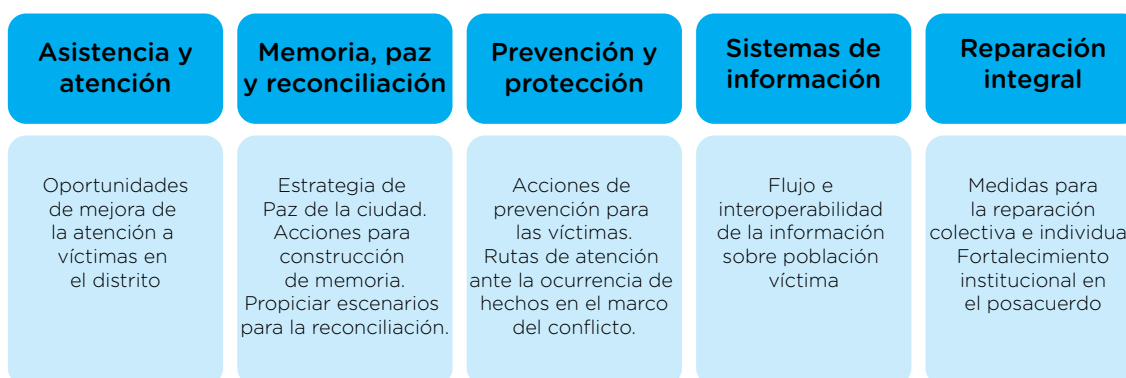 Asistencia y
atención
Memoria, paz
y reconciliación
Prevención y
protección
Sistemas de
información
Reparación
integral
Oportunidades
de mejora de
la atención a
víctimas en
el distrito
Estrategia de
Paz de la ciudad.
Acciones para
construcción
de memoria.
Propiciar escenarios
para la reconciliación.
Acciones de
prevención para
las víctimas.
Rutas de atención
ante la ocurrencia de
hechos en el marco
del conflicto.
Flujo e
interoperabilidad
de la información
sobre población
víctima
Medidas para
la reparación
colectiva e individua
Fortalecimiento
institucional en
el posacuerdo